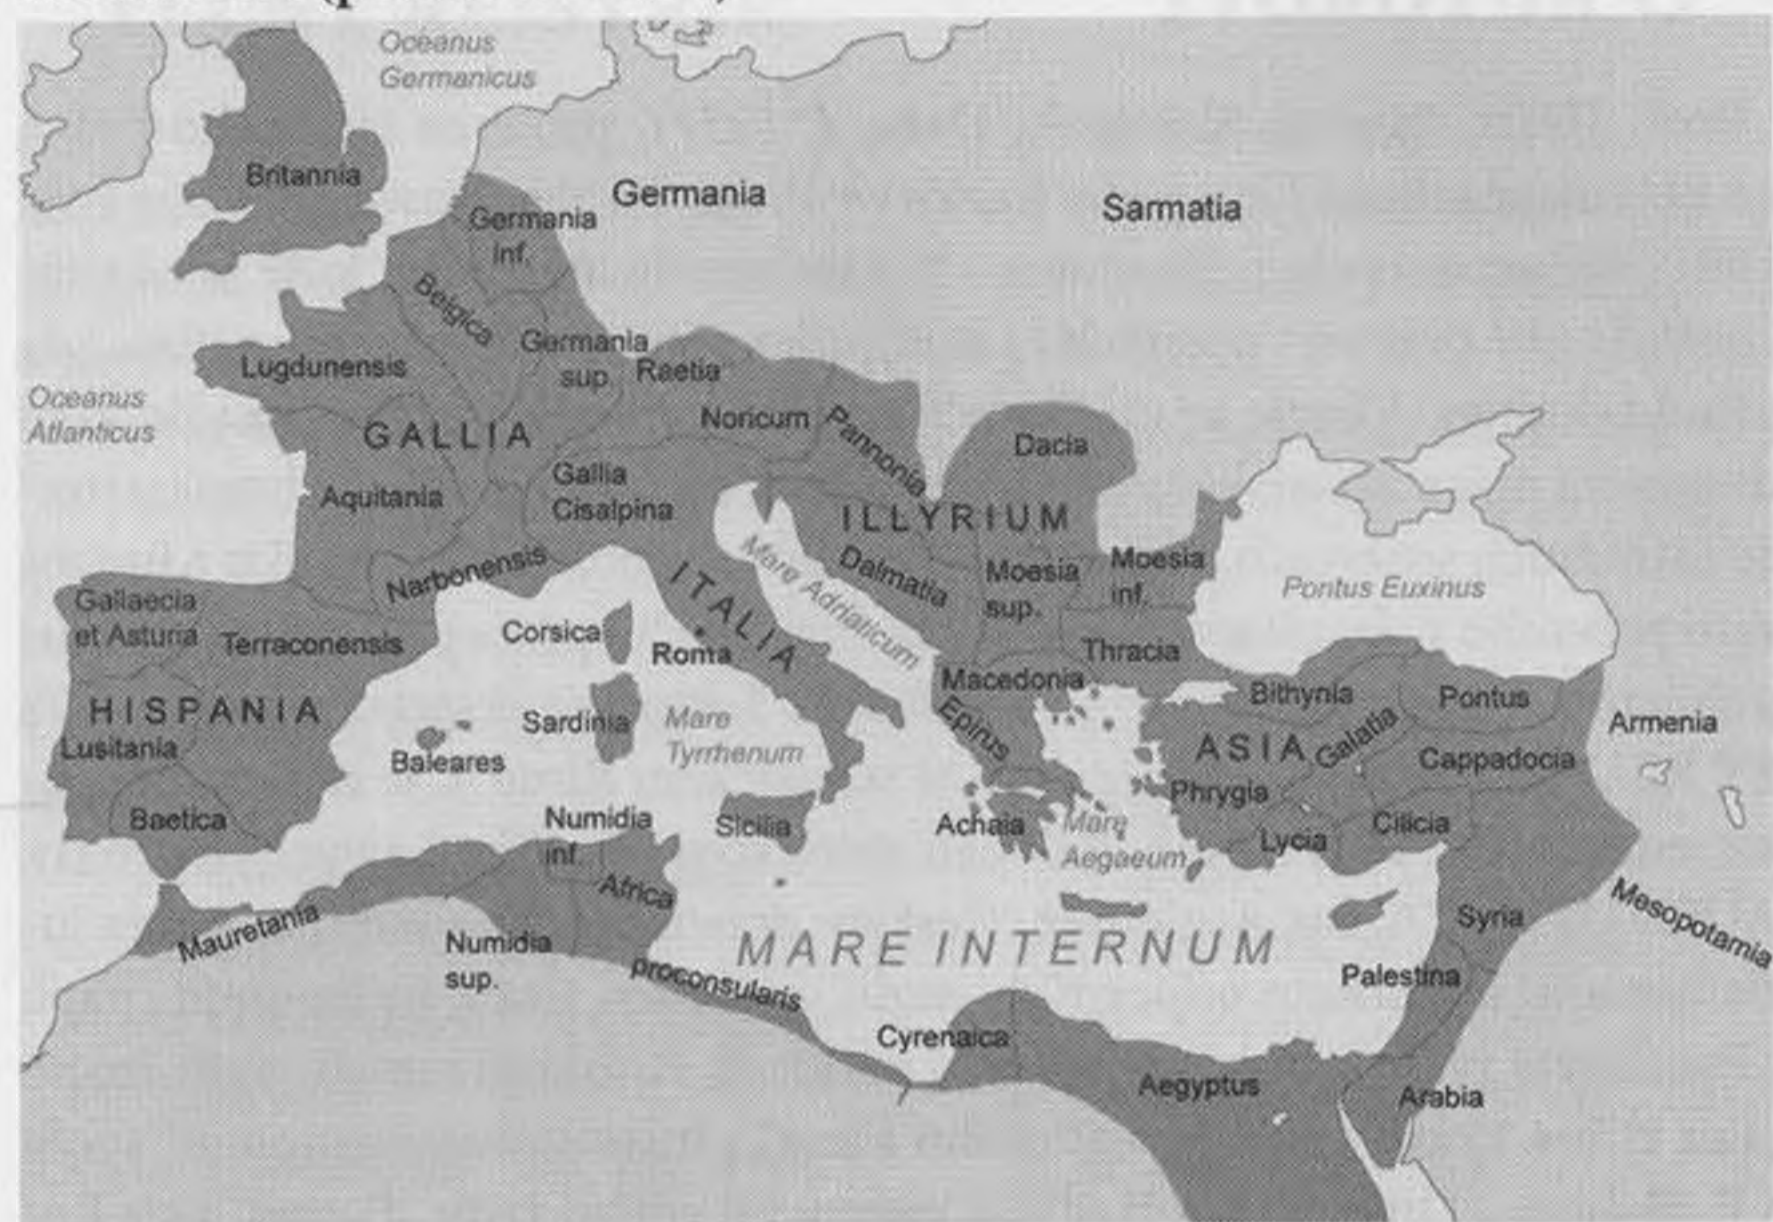 Oceanus
Germanicus
Britannia
Germania
Sarmatia
Germania
inf.
Belgica
Germania
sup.
Raetia
Lugdunensis
Oceanus
Atlanticus
GALLIA
Noricum
Pannonia
Dacia
Gallia
Cisalpina
Aquitania
ILLYRIUM
Mare Adriaticum
Dalmatia
Moesia
sup.
Moesia
inf.
Pontus Euxinus
Narbonensis
ITALIA
Gallaecia
et Asturia
Terraconensis
Corsica
Roma
Thracia
Macedonia
Bithynia
Pontus
Armenia
HISPANIA
Lusitania
Sardinia
Mare
Tyrrhenum
Epirus
ASIA
Galatia
Cappadocia
Baleares
Phrygia
Baetica
Numidia
inf.
Sicilia
Achaia
Mare
Aegaeum
Lycia
Cilicia
Africa
Mauretania
Numidia
sup.
proconsularis
MARE INTERNUM
Syria
Mesopotamia
Palestina
Cyrenaica
Aegyptus
Arabia